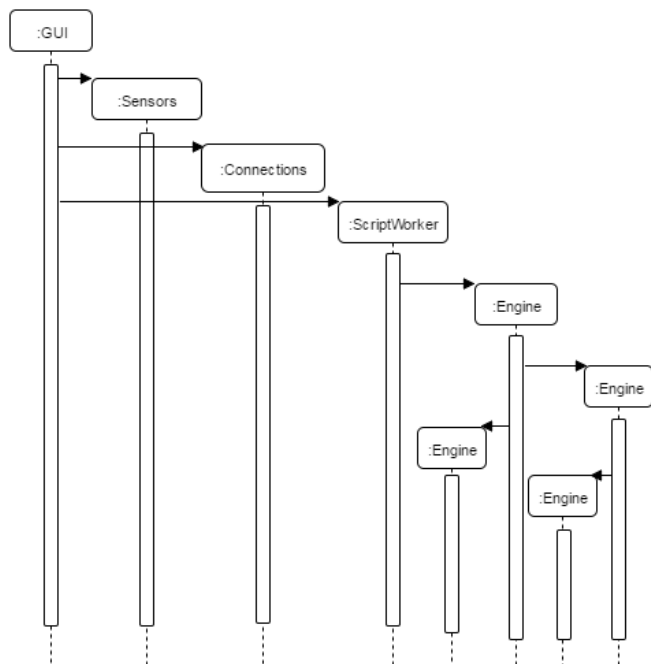 :GUI
:Sensors
:Connections
:ScriptWorker
:Engine
:Engine
:Engine
:Engine